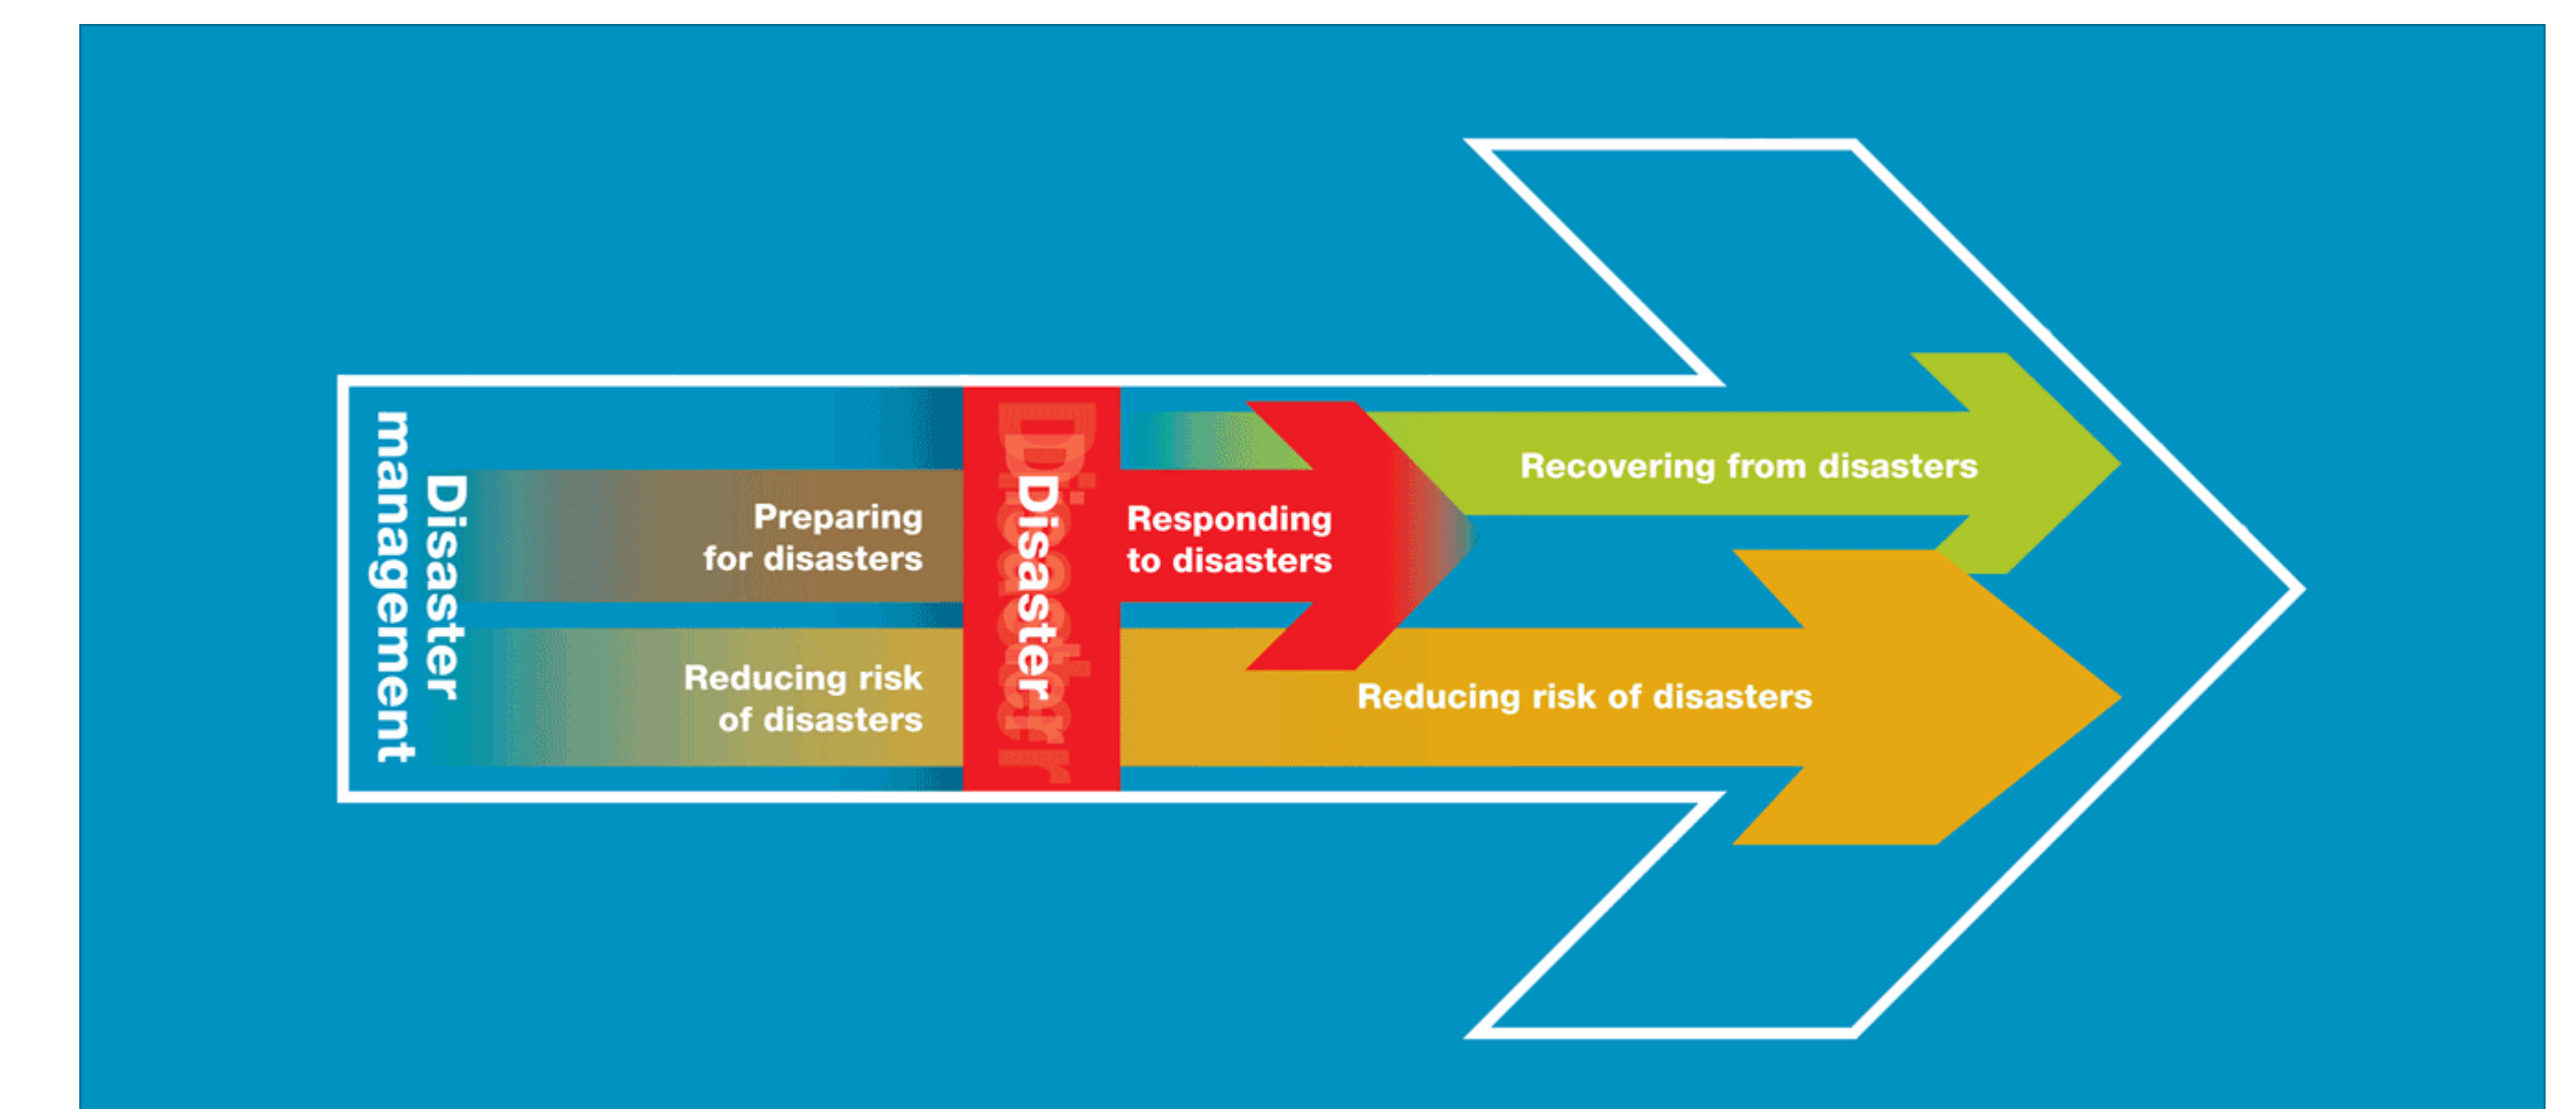 Disaster
management
Preparing
for disasters
Reducing risk
of disasters
Disaster
Responding
to disasters
Recovering from disasters
Reducing risk of disasters